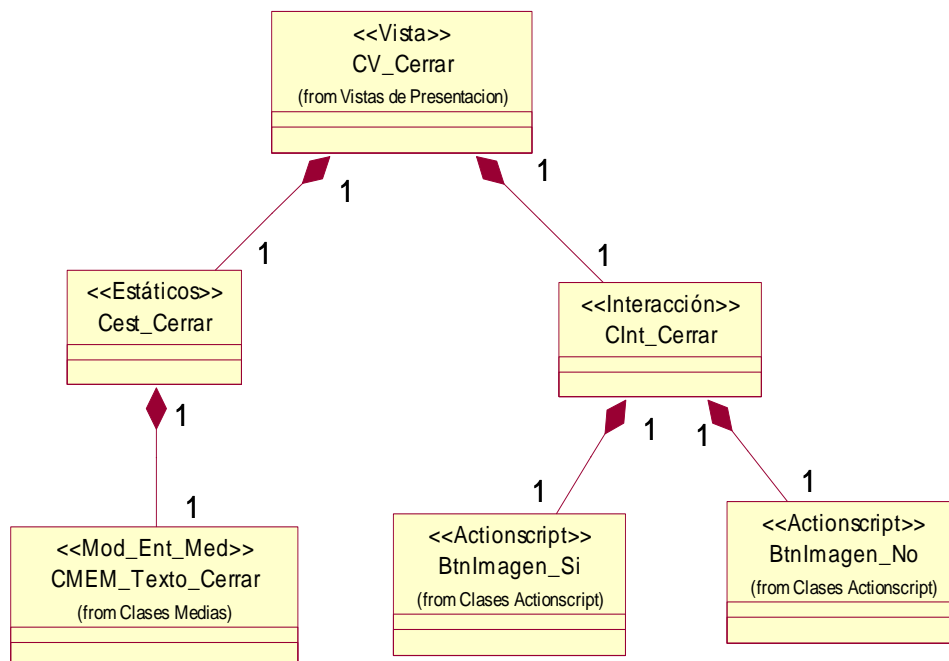 <<Vista>>
CV_Cerrar
(from Vistas de Presentacion)
1
1
1
1
<<Estáticos>>
Cest_Cerrar
<<Interacción>>
CInt_Cerrar
1
1
1
1
1
1
<<Mod_Ent_Med>>
CMEM_Texto_Cerrar
(from Clases Medias)
<<Actionscript>>
BtnImagen_Si
(from Clases Actionscript)
<<Actionscript>>
BtnImagen_No
(from Clases Actionscript)